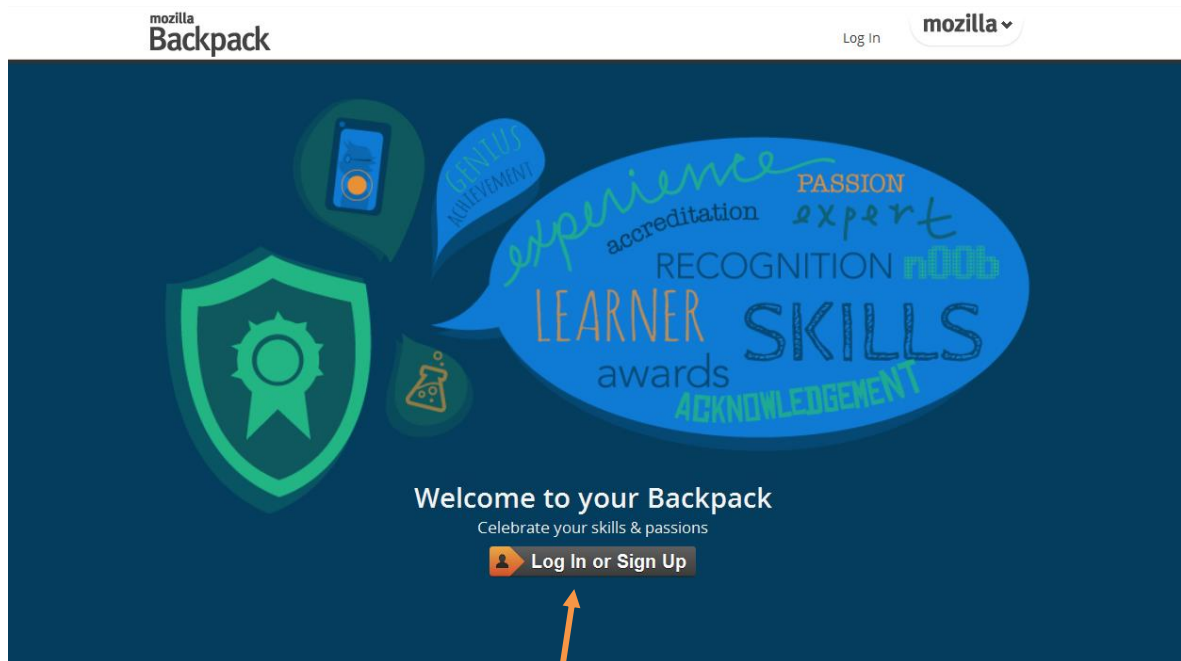 mozilla
Backpack
Log In
mozilla
GENIUS
ACHIEVEMENT
experience
PASSION
accreditation
expert
RECOGNITION n00b
LEARNER
SKILLS
awards
ACKNOWLEDGEMENT
Welcome to your Backpack
Celebrate your skills & passions
Log In or Sign Up